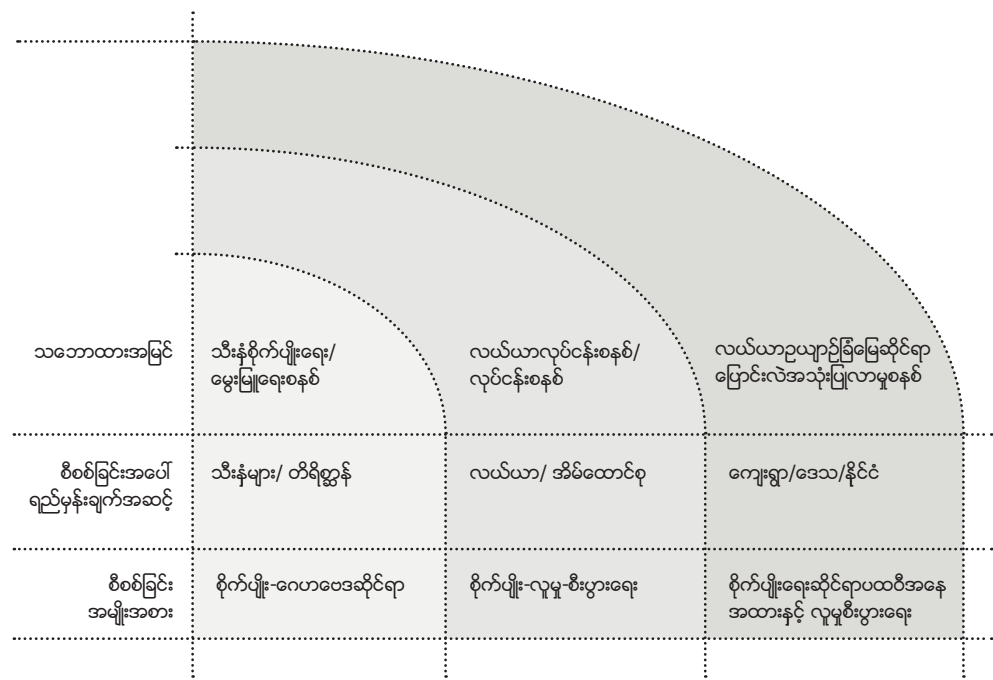 သဘောထားအမြင်
သီးနှံစိုက်ပျိုးရေး/
မွေးမြူရေးစနစ်
လယ်ယာလုပ်ငန်းစနစ်/
လုပ်ငန်းစနစ်
လယ်ယာဥယျာဉ်ခြံမြေဆိုင်ရာ
ပြောင်းလဲအသုံးပြုလာမှုစနစ်
စီစစ်ခြင်းအပေါ်
ရည်မှန်းချက်အဆင့်
သီးနှံများ/ တိရိစ္ဆာန်
လယ်ယာ/ အိမ်ထောင်စု
ကျေးရွာ/ဒေသ/နိုင်ငံ
စီစစ်ခြင်း
အမျိုးအစား
စိုက်ပျိုး-ဂေဟဗေဒဆိုင်ရာ
စိုက်ပျိုး-လူမှု-စီးပွားရေး
စိုက်ပျိုးရေးဆိုင်ရာပထဝီအနေ
အထားနှင့် လူမှုစီးပွားရေး